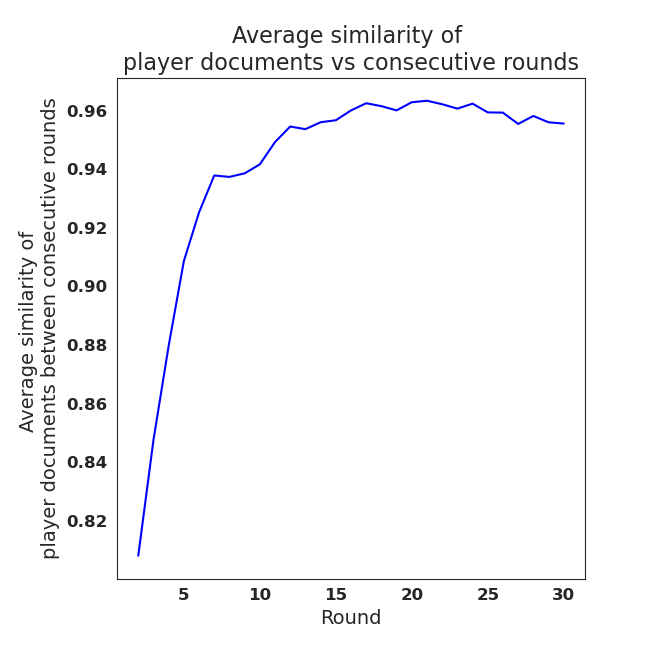 Average similarity of
player documents vs consecutive rounds
Average similarity of
player documents between consecutive rounds
0.96
0.94
0.92
0.90
0.88
0.86
0.84
0.82
5 10 15 20 25 30
Round